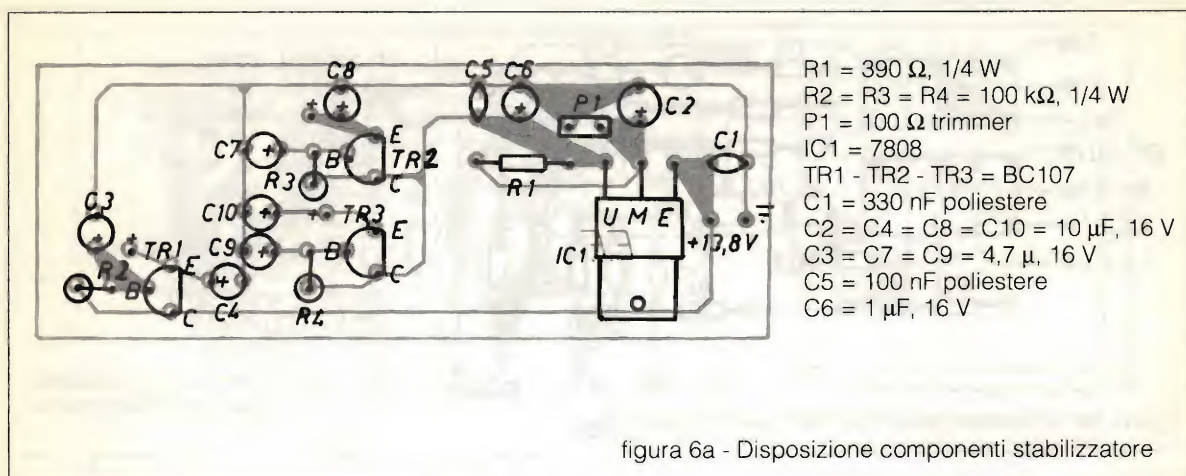 C8
C5 C6
P1
C2
E
C7
B
TR2
C1
R3
C
R1
C3
C10
TR3
U M E
TR1
C9
E
+13,8V
R2
E
B
IC1
B
C
C
C4
R4
R1 = 390 Ω, 1/4 W
R2 = R3 = R4 = 100 kΩ, 1/4 W
P1 = 100 Ω trimmer
IC1 = 7808
TR1 - TR2 - TR3 = BC107
C1 = 330 nF poliestere
C2 = C4 = C8 = C10 = 10 µF, 16 V
C3 = C7 = C9 = 4,7 µ, 16 V
C5 = 100 nF poliestere
C6 = 1 µF, 16 V
figura 6a - Disposizione componenti stabilizzatore